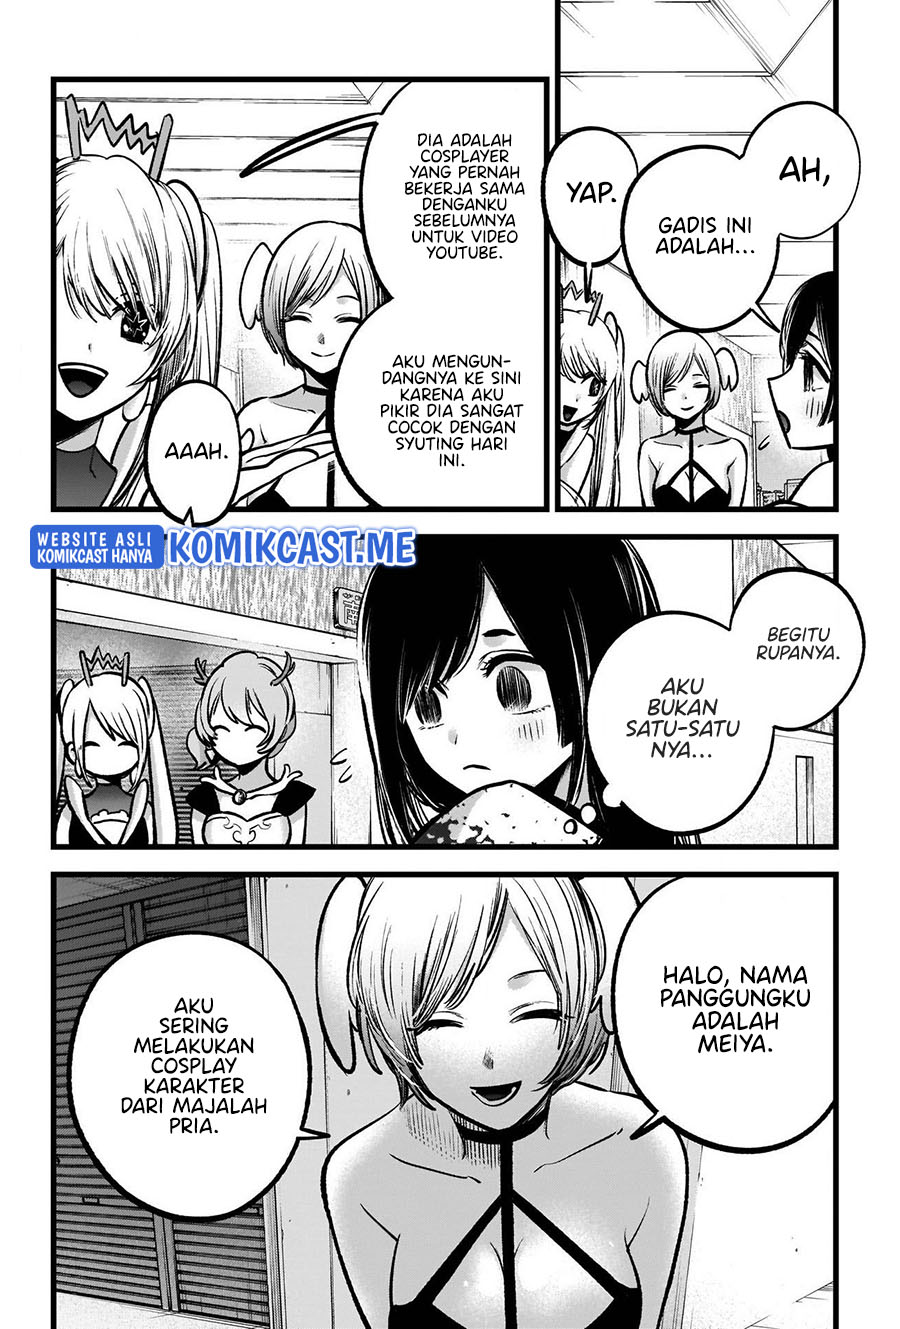 AH,
GADIS INI
ADALAH...
YAP.
DIA ADALAH
COSPLAYER
YANG PERNAH
BEKERJA SAMA
DENGANKU
SEBELUMNYA
UNTUK VIDEO
YOUTUBE.
AKU MENGUN-
DANGNYA KE SINI
KARENA AKU
PIKIR DIA SANGAT
COCOK DENGAN
SYUTING HARI
INI.
AAAH.
WEBSITE ASLI
KOMIKCAST HANYA
KOMIKCAST.ME
BEGITU
RUPANYA.
AKU
BUKAN
SATU-SATU
NYA...
HALO, NAMA
PANGGUNGKU
ADALAH
MEIYA.
AKU
SERING
MELAKUKAN
COSPLAY
KARAKTER
DARI MAJALAH
PRIA.